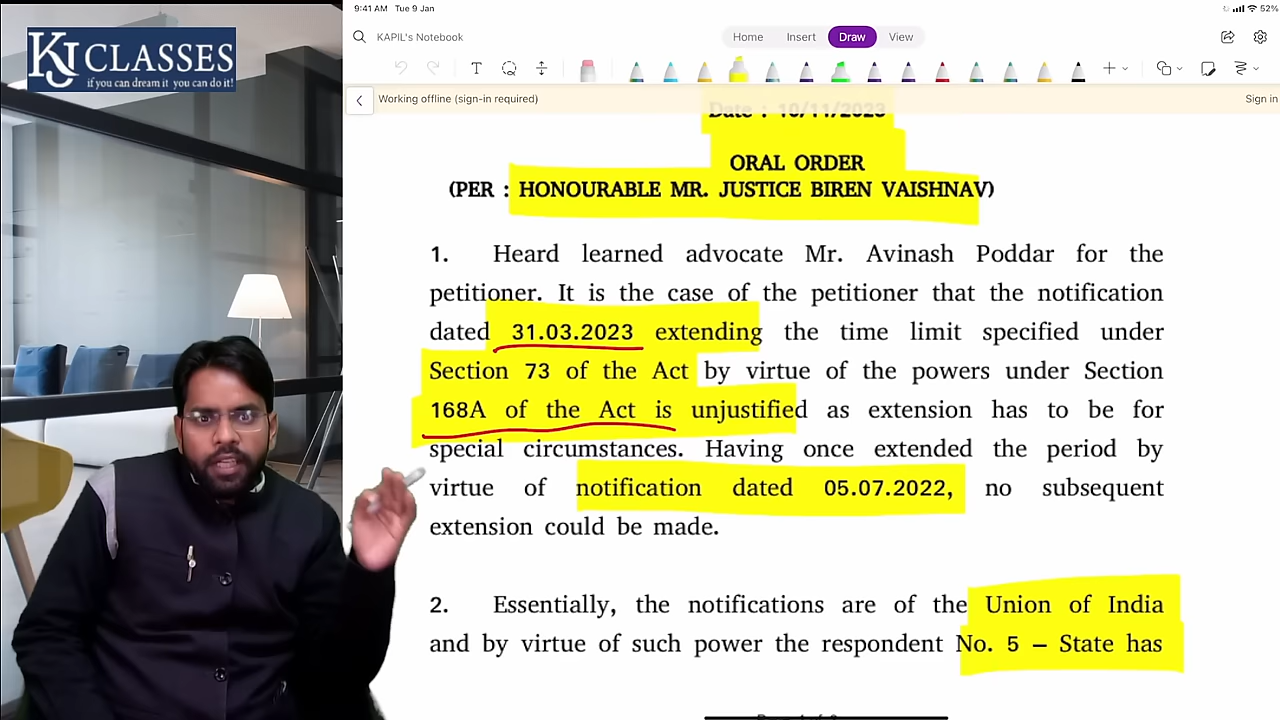 KJ CLASSES
if you can dream it you can do it!
9:41 AM Tue 9 Jan
52%
KAPIL's Notebook
Home Insert Draw View
Working offline (sign-in required)
Sign in
Date : 10/11/2023
ORAL ORDER
(PER : HONOURABLE MR. JUSTICE BIREN VAISHNAV)
1. Heard learned advocate Mr. Avinash Poddar for the
petitioner. It is the case of the petitioner that the notification
dated 31.03.2023 extending the time limit specified under
Section 73 of the Act by virtue of the powers under Section
168A of the Act is unjustified as extension has to be for
special circumstances. Having once extended the period by
virtue of notification dated 05.07.2022, no subsequent
extension could be made.
2. Essentially, the notifications are of the Union of India
and by virtue of such power the respondent No. 5 – State has